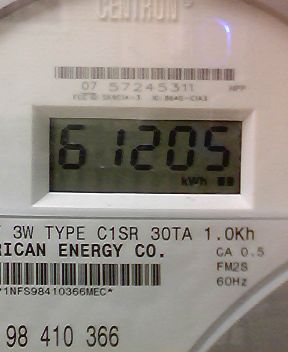 CENTRON
07 57245311
61205
kWh
3W TYPE C1SR 30TA 1.0Kh
RICAN ENERGY CO.
CA 0.5
FM2S
60Hz
*1NFS98410366MEC*
98 410 366